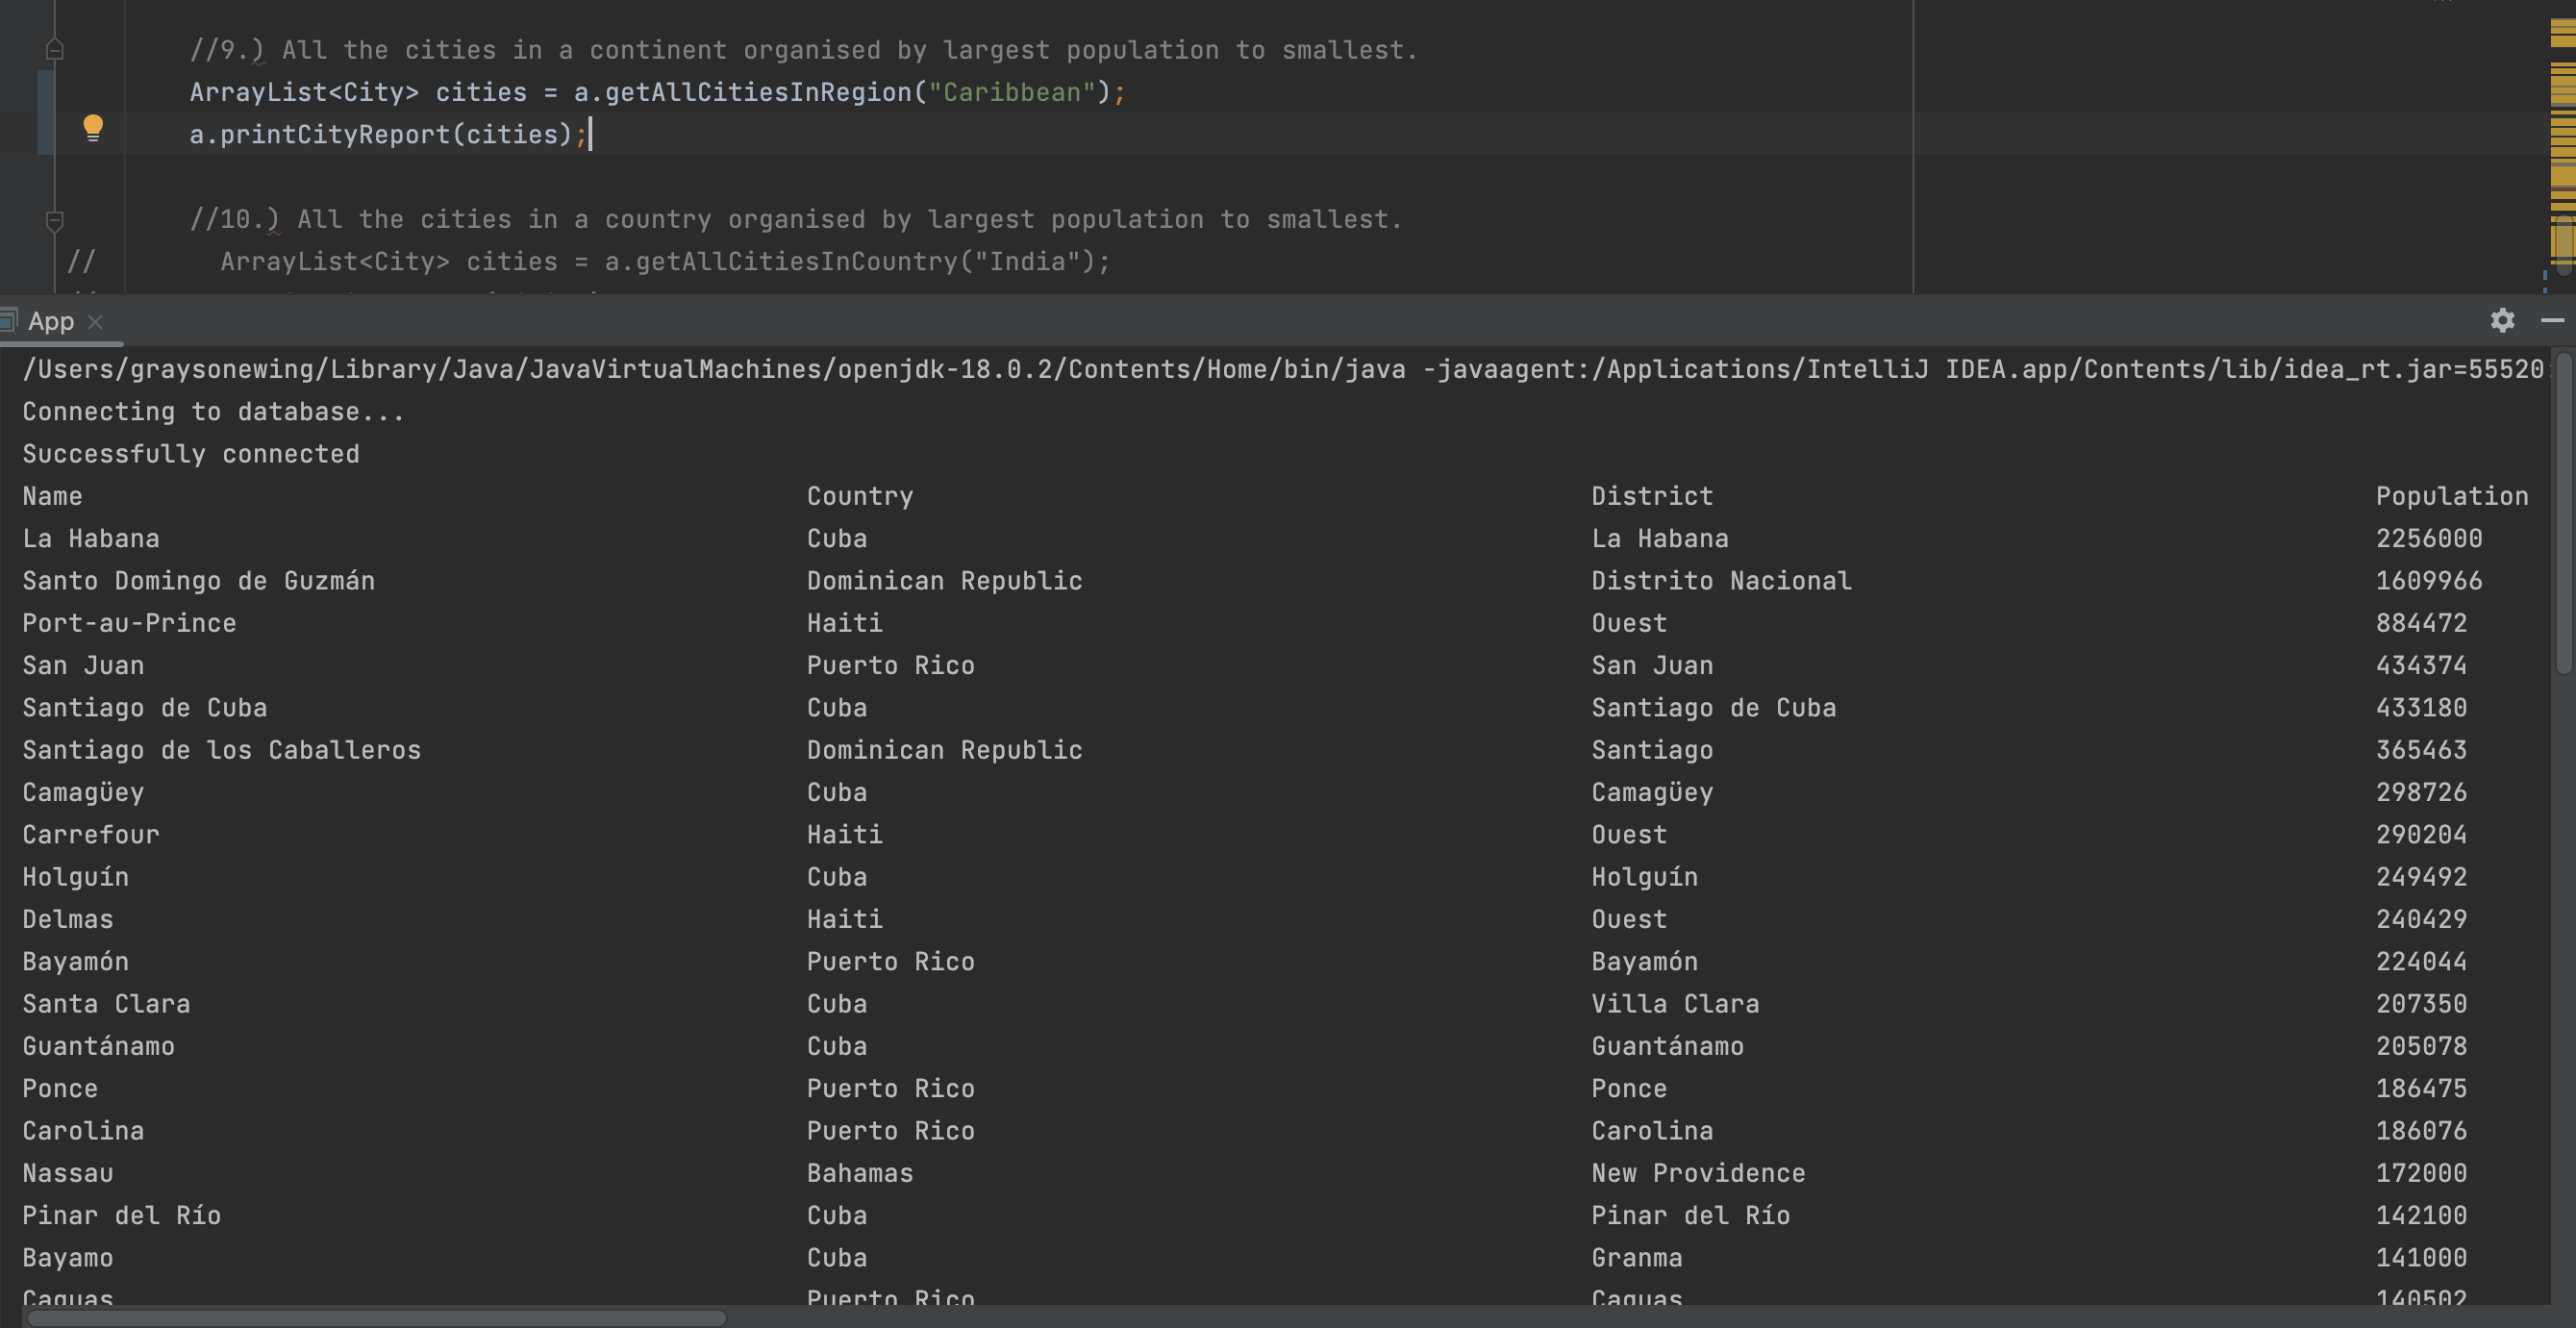 //9.) All the cities in a continent organised by largest population to smallest.
ArrayList<City> cities = a.getAllCitiesInRegion("Caribbean");
a.printCityReport(cities);
//10.) All the cities in a country organised by largest population to smallest.
// ArrayList<City> cities = a.getAllCitiesInCountry("India");
App
/Users/graysonewing/Library/Java/JavaVirtualMachines/openjdk-18.0.2/Contents/Home/bin/java -javaagent:/Applications/IntelliJ IDEA.app/Contents/lib/idea_rt.jar=55520:
Connecting to database...
Successfully connected
Name Country District Population
La Habana Cuba La Habana 2256000
Santo Domingo de Guzmán Dominican Republic Distrito Nacional 1609966
Port-au-Prince Haiti Ouest 884472
San Juan Puerto Rico San Juan 434374
Santiago de Cuba Cuba Santiago de Cuba 433180
Santiago de los Caballeros Dominican Republic Santiago 365463
Camagüey Cuba Camagüey 298726
Carrefour Haiti Ouest 290204
Holguín Cuba Holguín 249492
Delmas Haiti Ouest 240429
Bayamón Puerto Rico Bayamón 224044
Santa Clara Cuba Villa Clara 207350
Guantánamo Cuba Guantánamo 205078
Ponce Puerto Rico Ponce 186475
Carolina Puerto Rico Carolina 186076
Nassau Bahamas New Providence 172000
Pinar del Río Cuba Pinar del Río 142100
Bayamo Cuba Granma 141000
Caguas Puerto Rico Caguas 140502